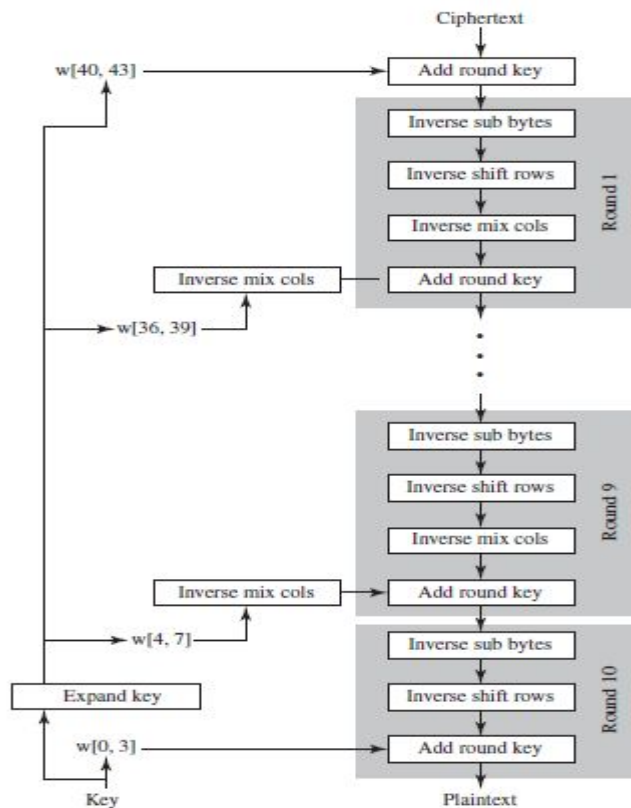 Ciphertext
w[40, 43]
Add round key
Inverse sub bytes
Inverse shift rows
Round 1
Inverse mix cols
Inverse mix cols
Add round key
w[36, 39]
Inverse sub bytes
Inverse shift rows
Round 9
Inverse mix cols
Inverse mix cols
Add round key
w[4, 7]
Inverse sub bytes
Expand key
Inverse shift rows
Round 10
w[0, 3]
Add round key
Key
Plaintext